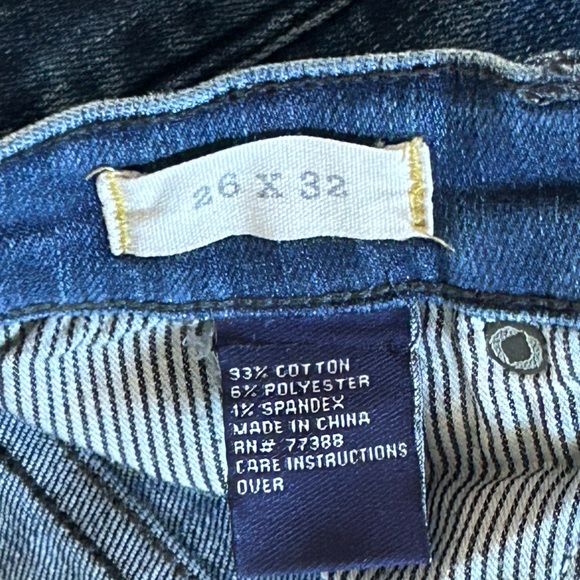 26 X 32
93% COTTON
6% POLYESTER
1% SPANDEX
MADE IN CHINA
RN# 77388
CARE INSTRUCTIONS
OVER